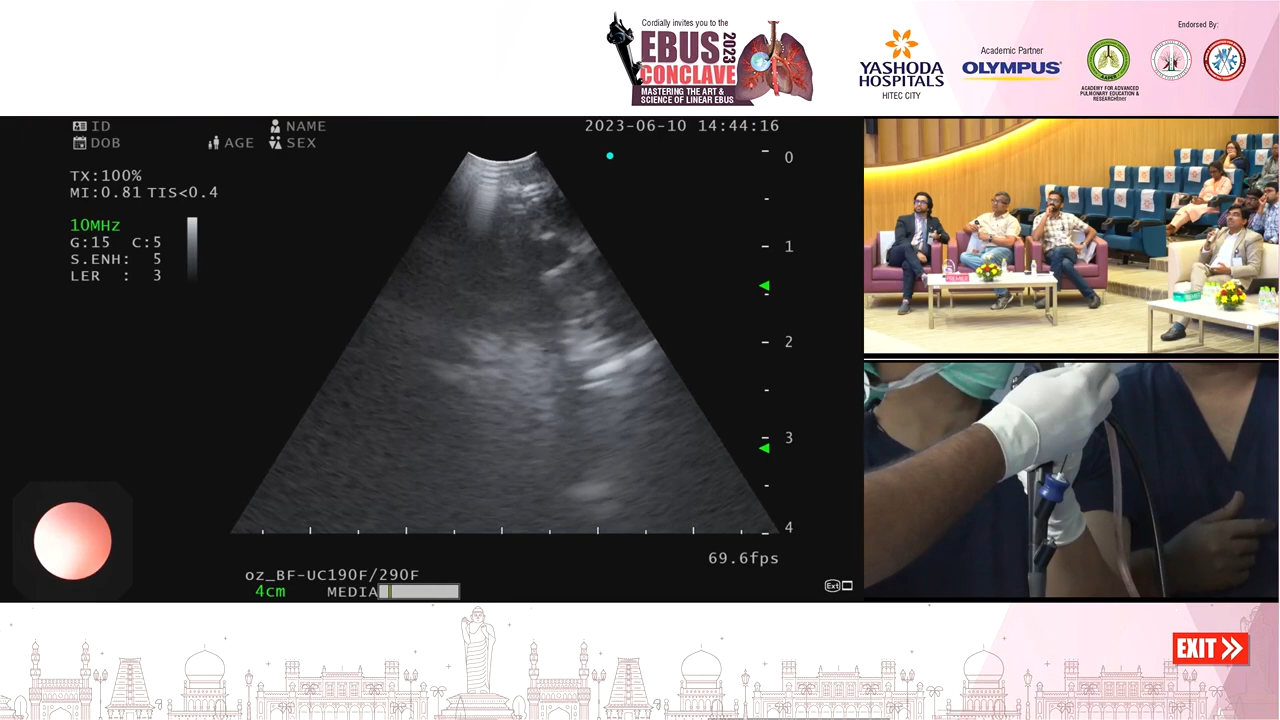 Cordially invites you to the
EBUS 2023
CONCLAVE
MASTERING THE ART &
SCIENCE OF LINEAR EBUS
YASHODA
HOSPITALS
HITEC CITY
Academic Partner
OLYMPUS
Endorsed By:
ACADEMY FOR ADVANCED
PULMONARY EDUCATION &
ID NAME
DOB AGE SEX
2023-06-10 14:44:16
TX:100%
MI:0.81 TIS<0.4
10MHz
G:15 C:5
S.ENH: 5
LER : 3
0
1
2
3
4
69.6fps
oz_BF-UC190F/290F
4cm MEDIA
Ext
EXIT